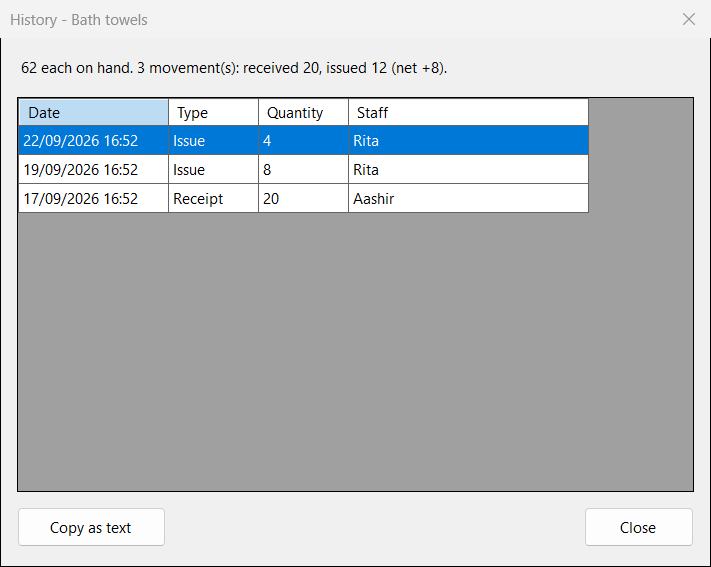 History - Bath towels
62 each on hand. 3 movement(s): received 20, issued 12 (net +8).
Date Type Quantity Staff
22/09/2026 16:52 Issue 4 Rita
19/09/2026 16:52 Issue 8 Rita
17/09/2026 16:52 Receipt 20 Aashir
Copy as text Close